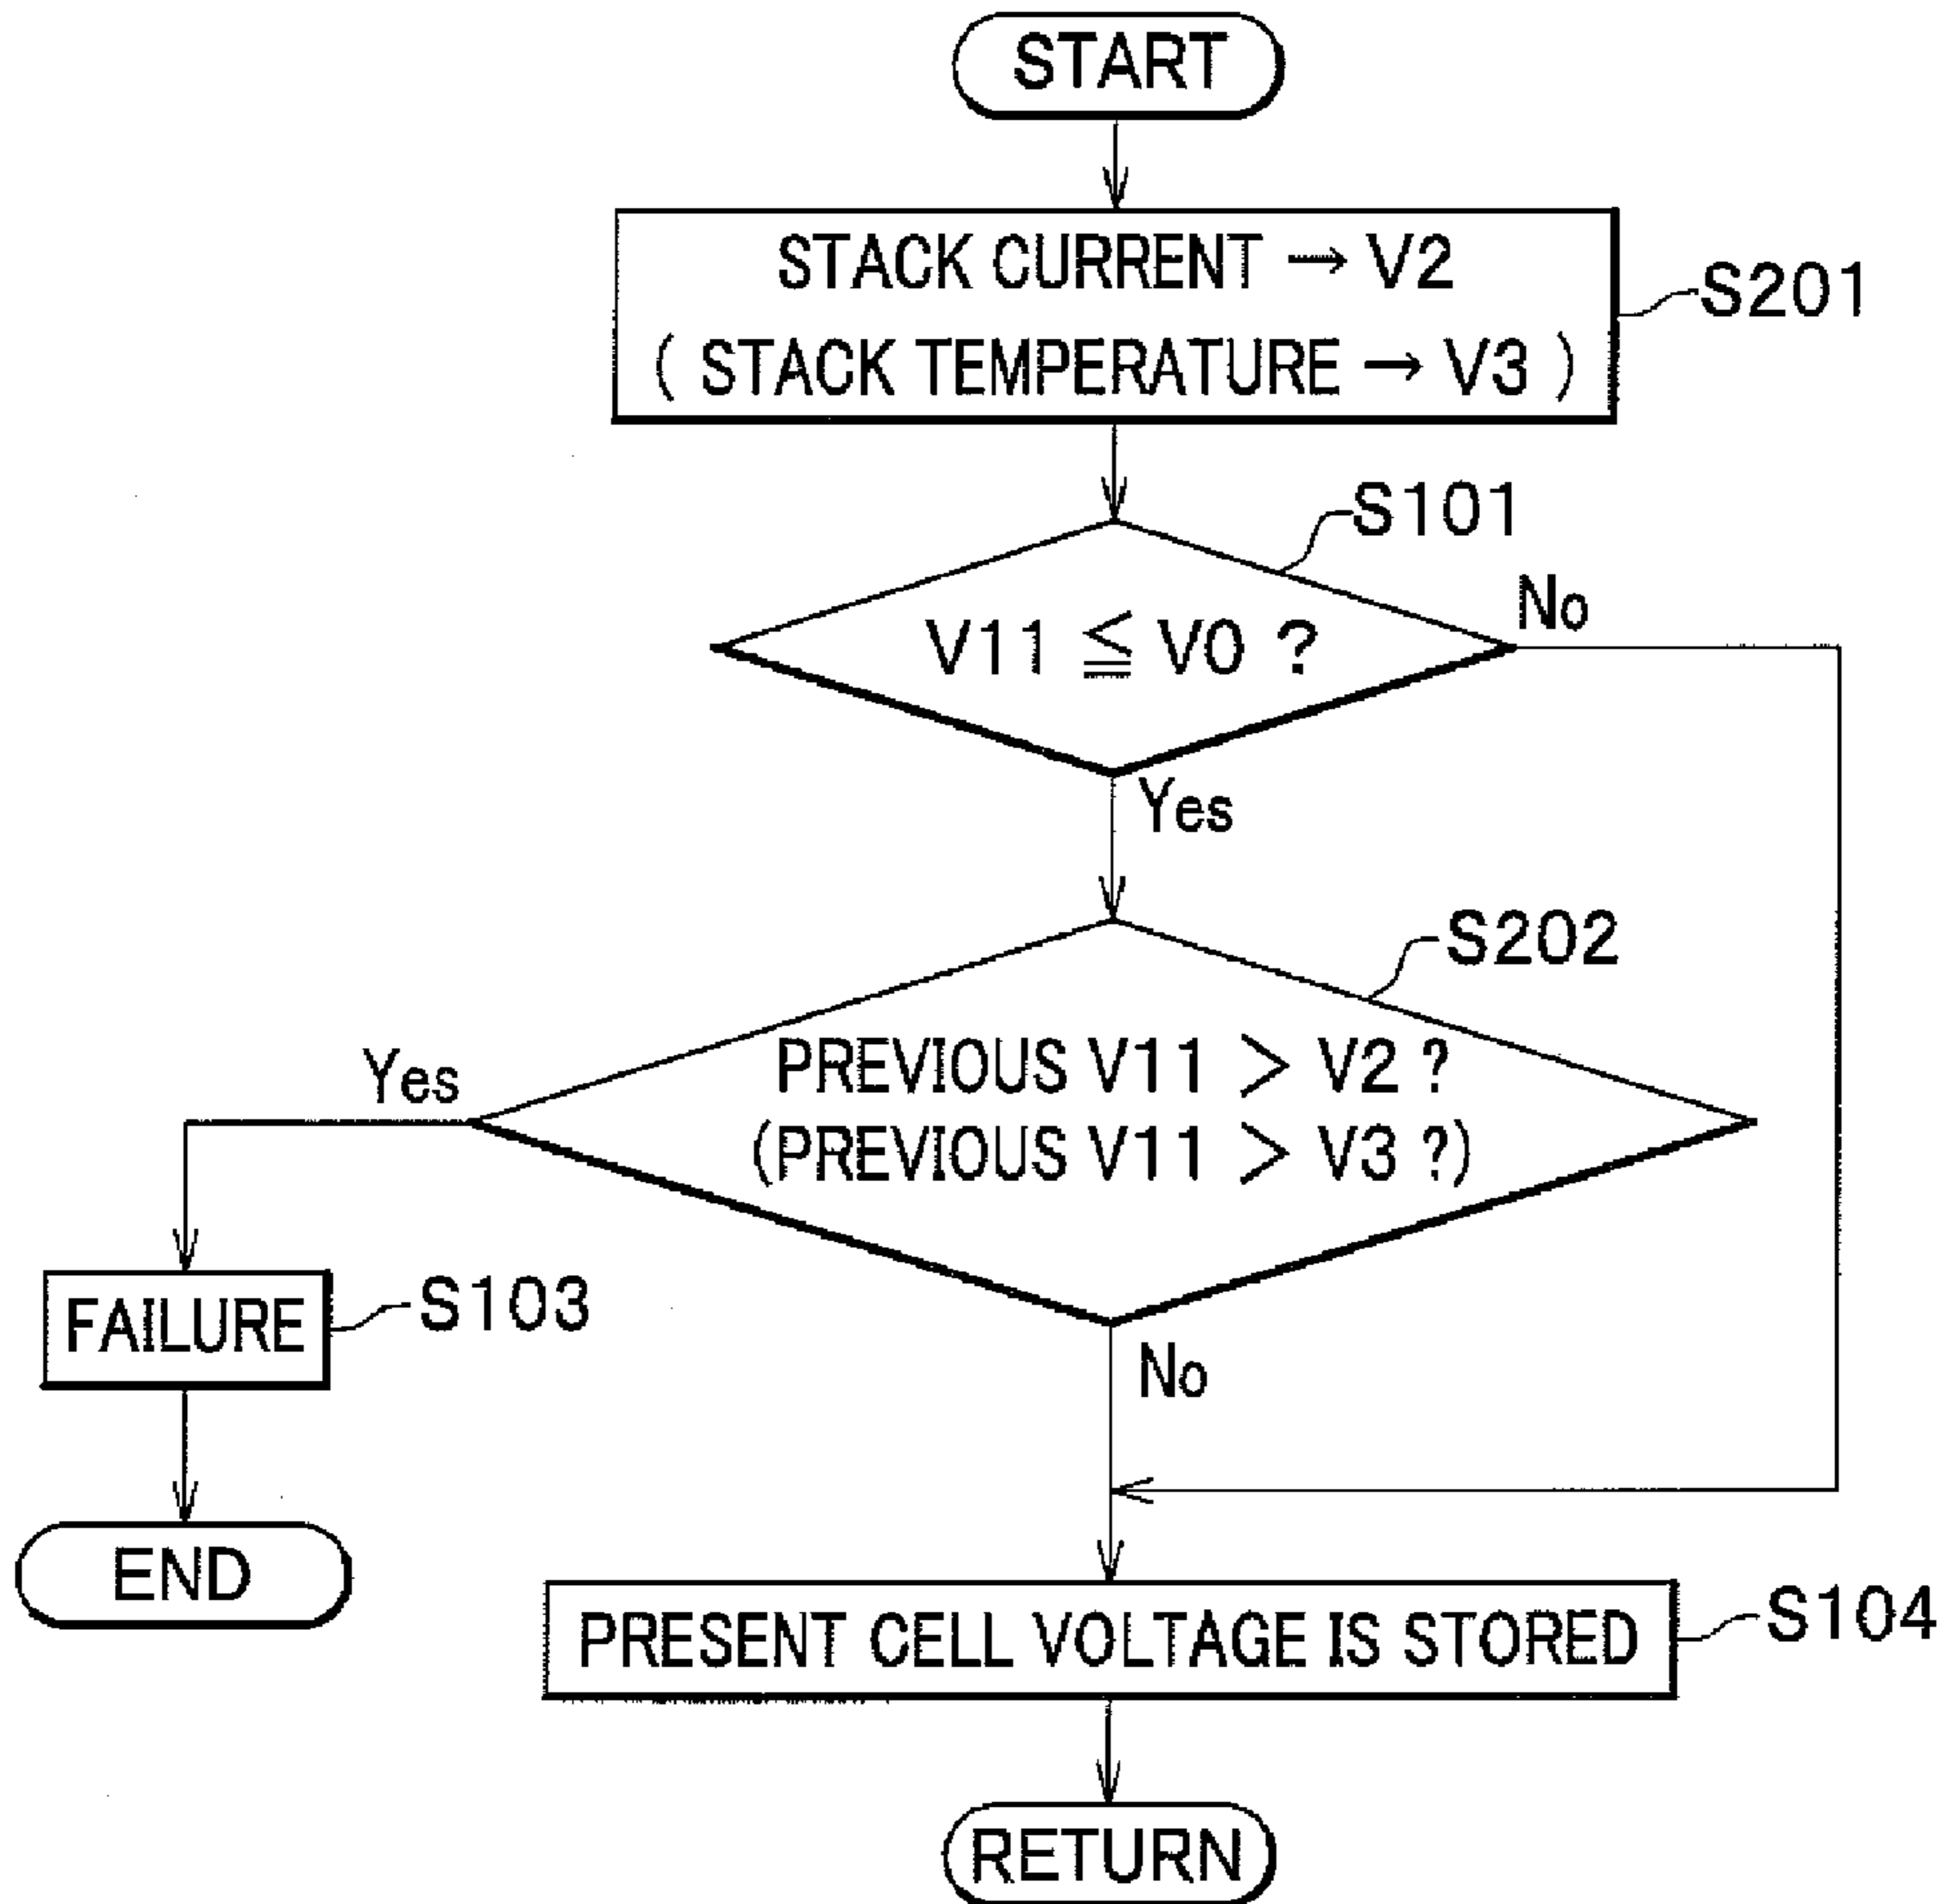 START
STACK CURRENT → V2
( STACK TEMPERATURE → V3 )
S201
S101
V11 ≦ V0 ?
No
Yes
S202
PREVIOUS V11 > V2 ?
(PREVIOUS V11 > V3 ?)
Yes
FAILURE
S103
No
END
PRESENT CELL VOLTAGE IS STORED
S104
RETURN